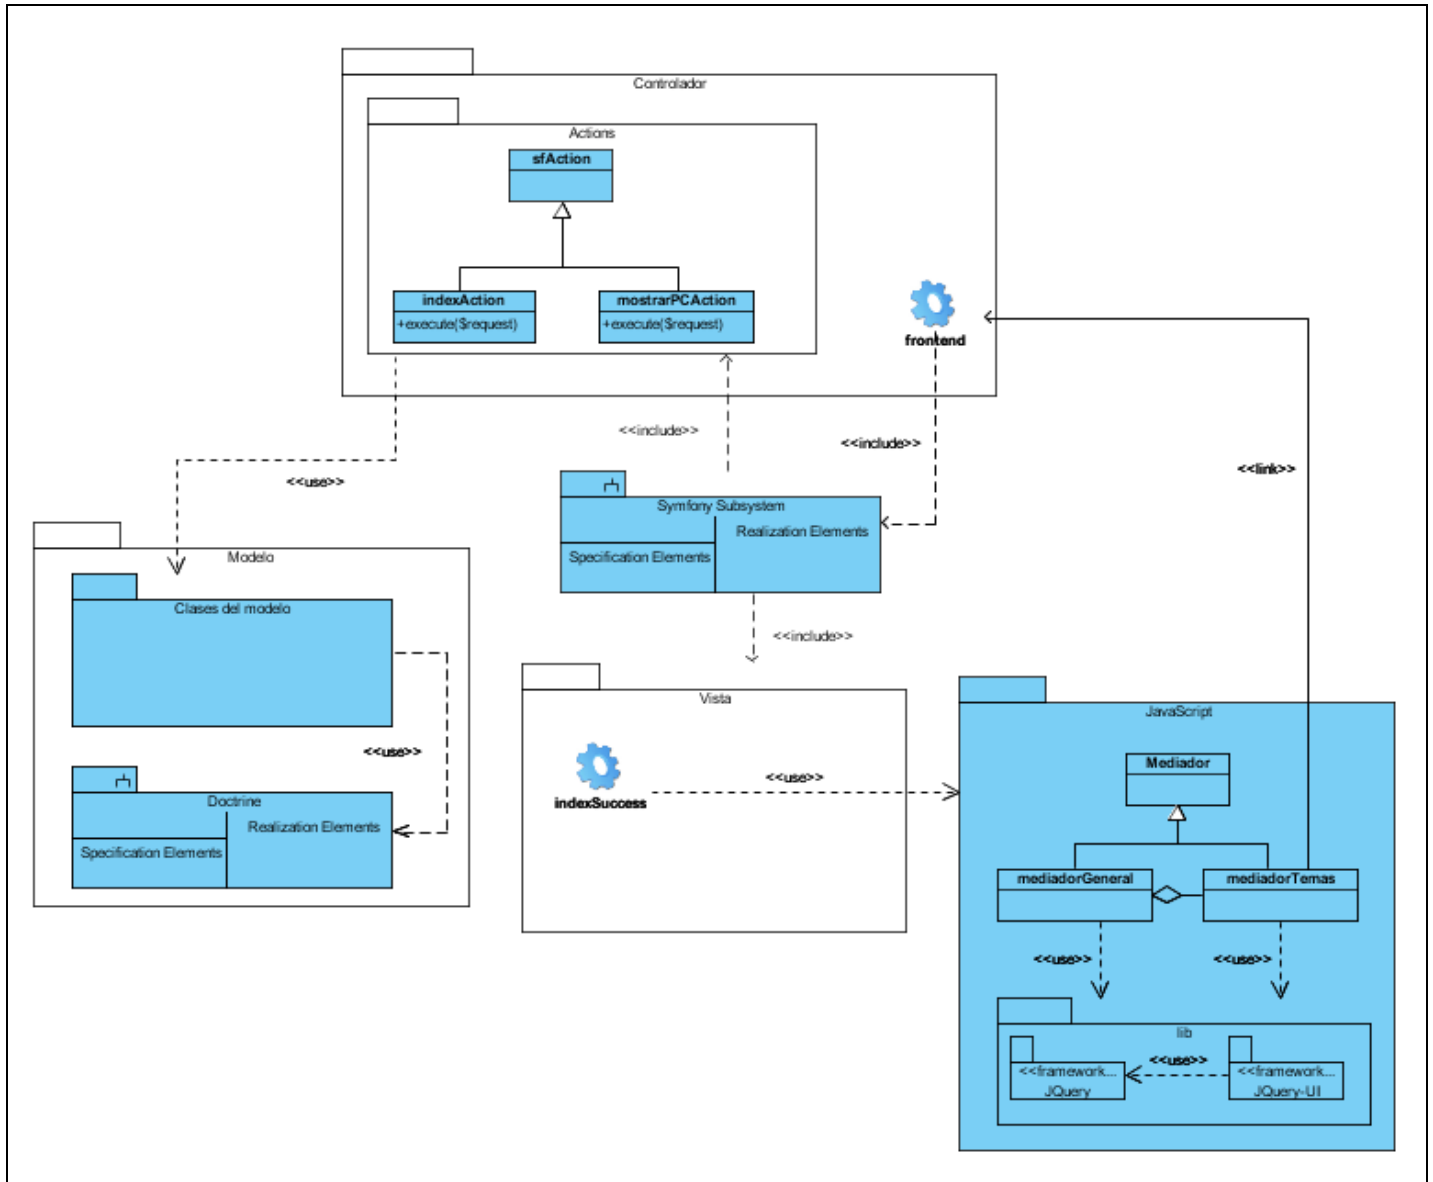 Controlador
Actions
sfAction
indexAction
+execute($request)
mostrarPCAction
+execute($request)
frontend
<<include>>
<<include>>
<<link>>
<<use>>
Symfony Subsystem
Realization Elements
Specification Elements
Modelo
Clases del modelo
<<include>>
<<use>>
Doctrine
Realization Elements
Specification Elements
Vista
indexSuccess
<<use>>
JavaScript
Mediador
mediadorGeneral
mediadorTemas
<<use>>
<<use>>
lib
<<framework...
JQuery
<<use>>
<<framework...
JQuery-UI